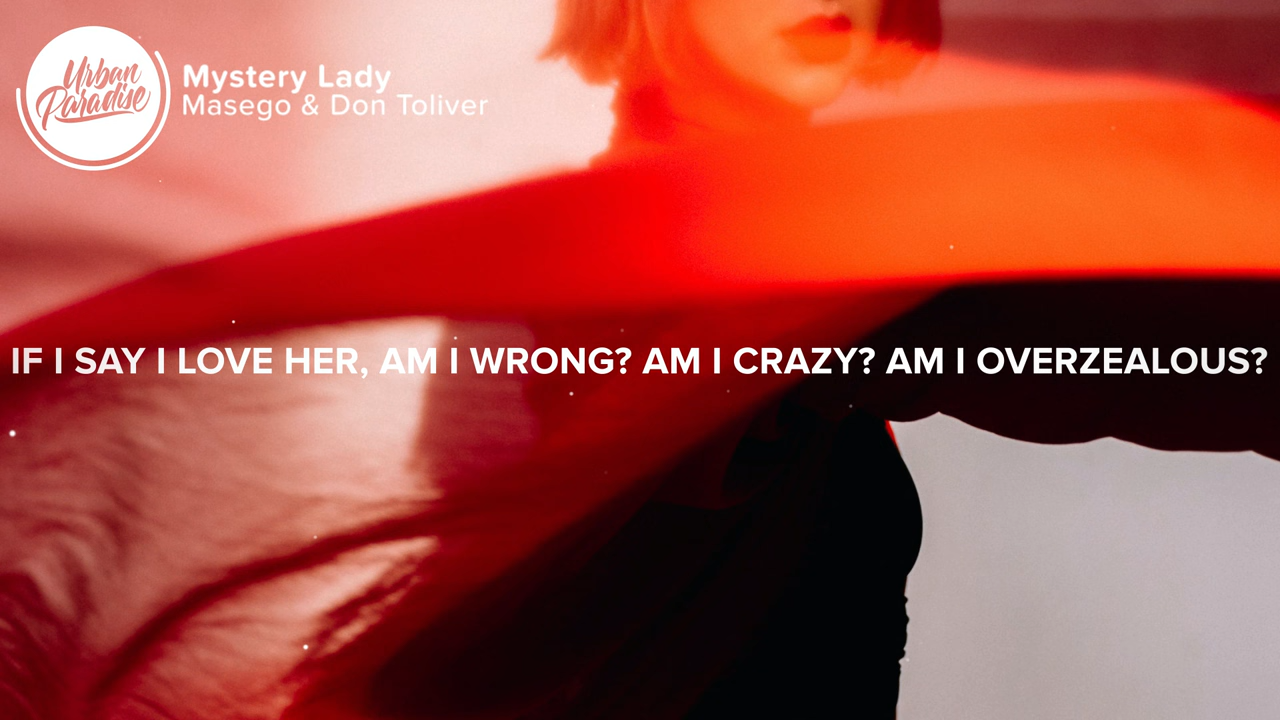 Urban
Paradise
Mystery Lady
Masego & Don Toliver
IF I SAY I LOVE HER, AM I WRONG? AM I CRAZY? AM I OVERZEALOUS?